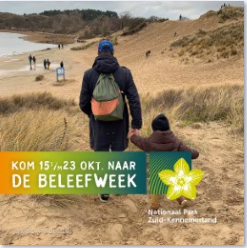 KOM 15 t/m 23 OKT. NAAR
DE BELEEFWEEK
Nationaal Park
Zuid-Kennemerland